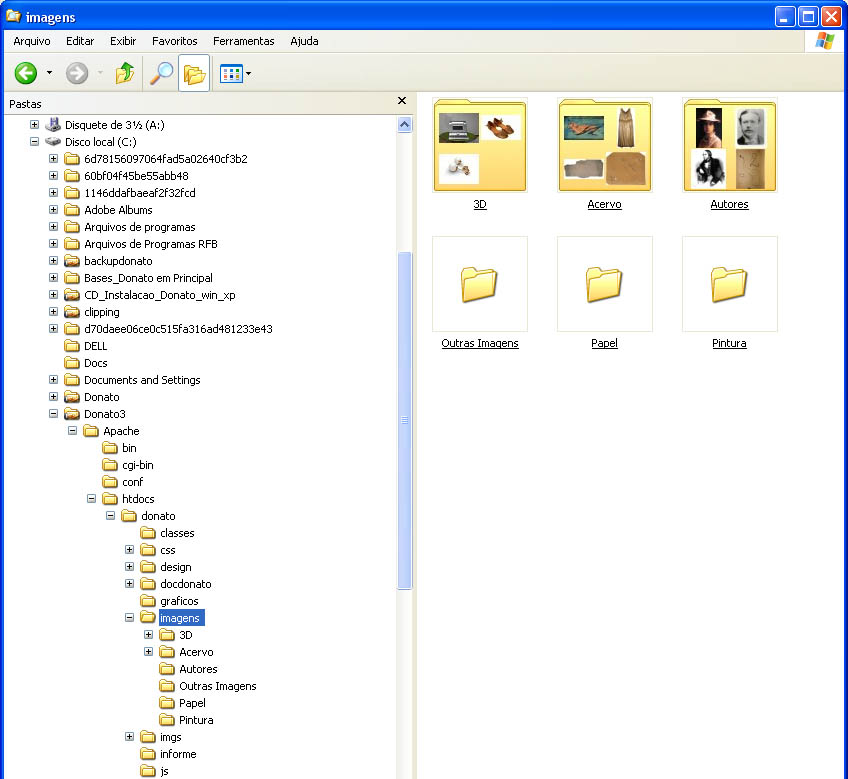 imagens
Arquivo Editar Exibir Favoritos Ferramentas Ajuda
Pastas
Disquete de 3½ (A:)
Disco local (C:)
6d78156097064fad5a02640cf3b2
60bf04f45be55abb48
1146ddafbaeaf2f32fcd
Adobe Albums
Arquivos de programas
Arquivos de Programas RFB
backupdonato
Bases_Donato em Principal
CD_Instalacao_Donato_win_xp
clipping
d70daee06ce0c515fa316ad481233e43
DELL
Docs
Documents and Settings
Donato
Donato3
Apache
bin
cgi-bin
conf
htdocs
donato
classes
css
design
docdonato
graficos
imagens
3D
Acervo
Autores
Outras Imagens
Papel
Pintura
imgs
informe
js
3D Acervo Autores
Outras Imagens Papel Pintura